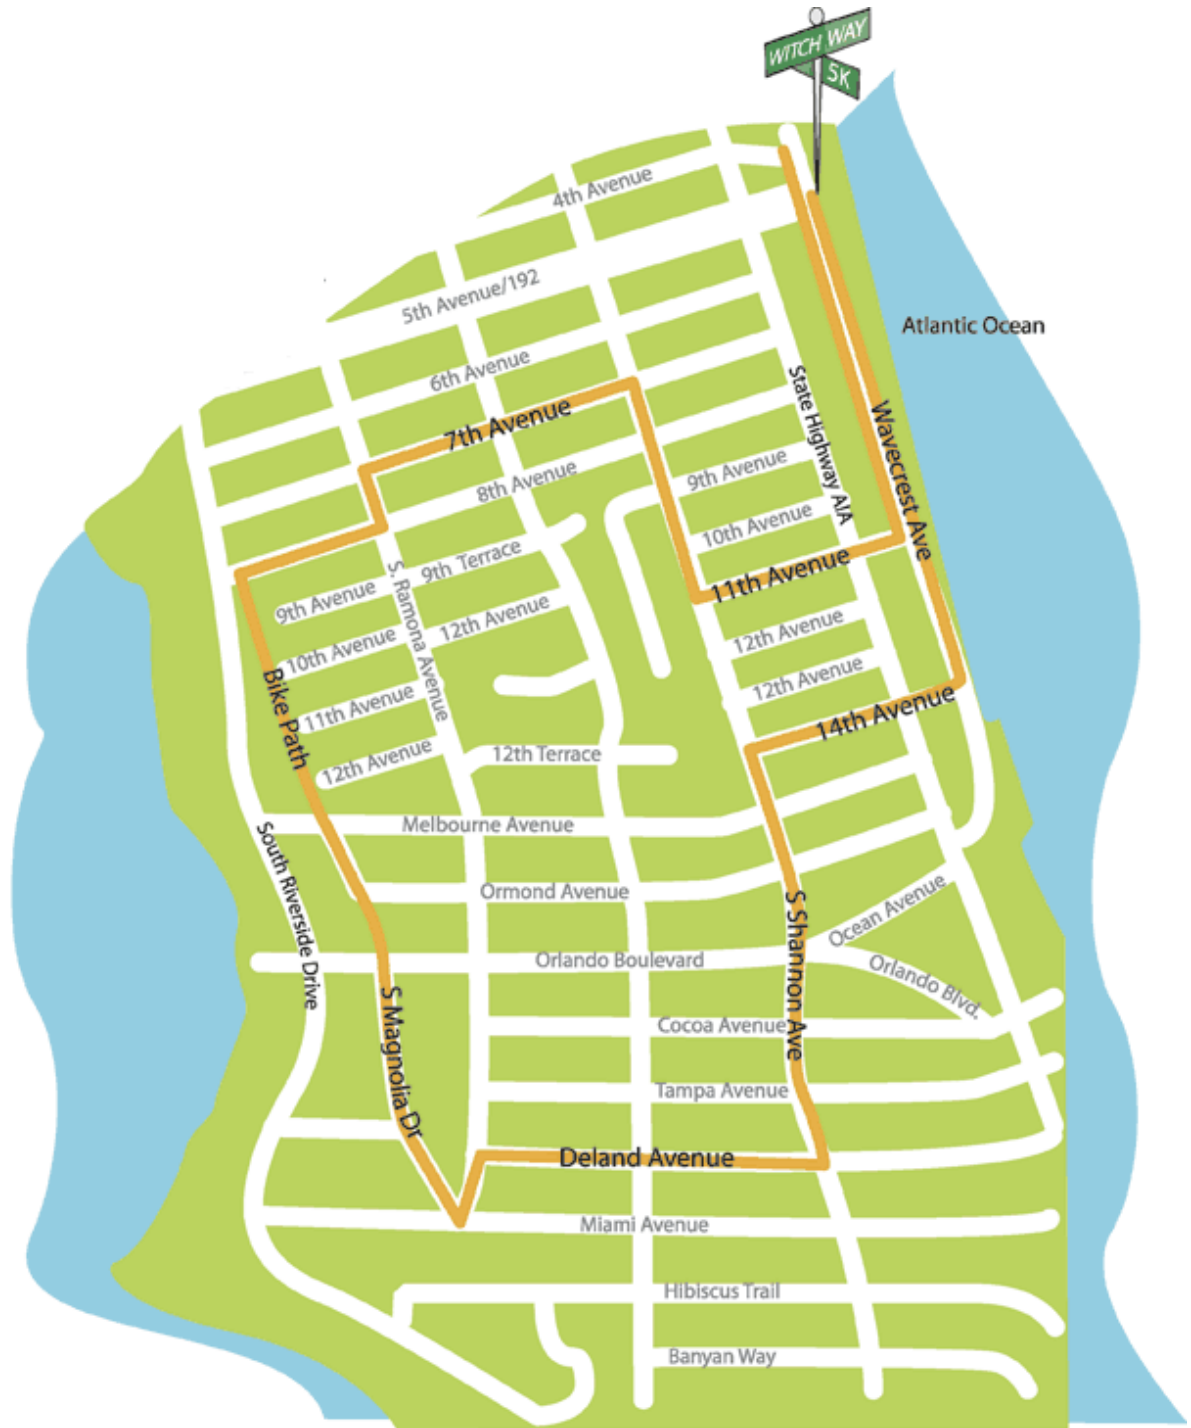 WITCH WAY
5K
4th Avenue
5th Avenue/192
Atlantic Ocean
6th Avenue
State Highway A/A
7th Avenue
Wavecrest Ave
8th Avenue
9th Avenue
10th Avenue
9th Terrace
S. Ramona Avenue
11th Avenue
9th Avenue
12th Avenue
12th Avenue
10th Avenue
12th Avenue
Bike Path
11th Avenue
14th Avenue
12th Avenue
12th Terrace
Melbourne Avenue
South Riverside Drive
Ormond Avenue
S Shannon Ave
Ocean Avenue
Orlando Boulevard
Orlando Blvd.
S Magnolia Dr
Cocoa Avenue
Tampa Avenue
Deland Avenue
Miami Avenue
Hibiscus Trail
Banyan Way